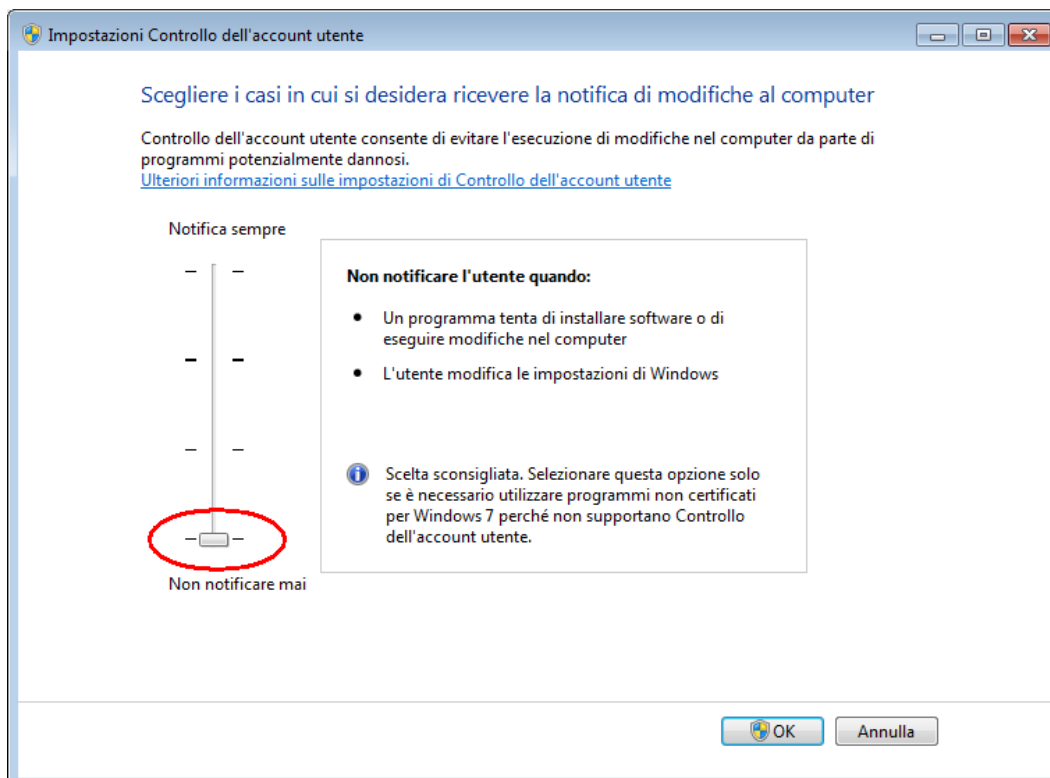 Impostazioni Controllo dell'account utente
Scegliere i casi in cui si desidera ricevere la notifica di modifiche al computer
Controllo dell'account utente consente di evitare l'esecuzione di modifiche nel computer da parte di
programmi potenzialmente dannosi.
Ulteriori informazioni sulle impostazioni di Controllo dell'account utente
Notifica sempre
Non notificare l'utente quando:
Un programma tenta di installare software o di
eseguire modifiche nel computer
L'utente modifica le impostazioni di Windows
Scelta sconsigliata. Selezionare questa opzione solo
se è necessario utilizzare programmi non certificati
per Windows 7 perché non supportano Controllo
dell'account utente.
Non notificare mai
OK
Annulla